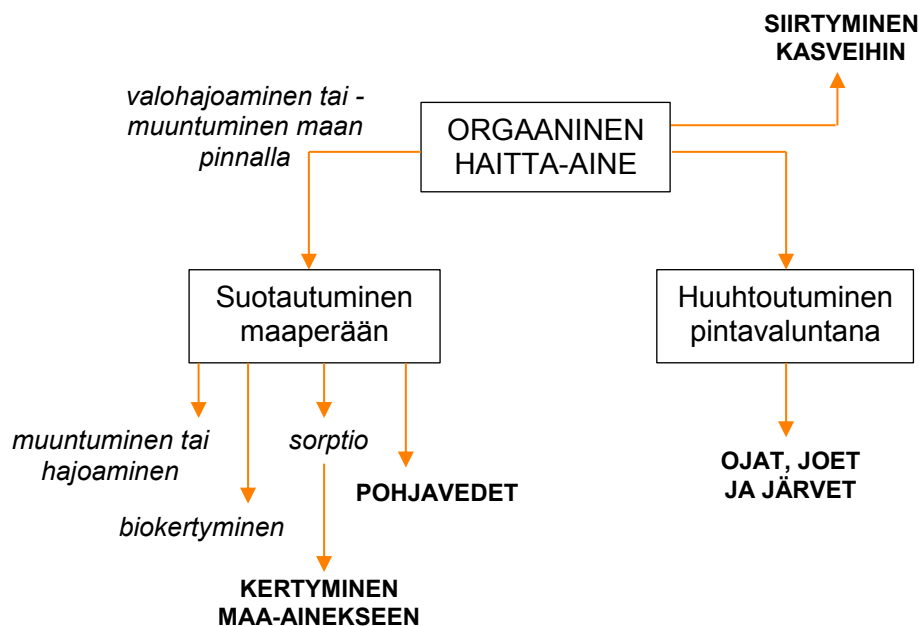 SIIRTYMINEN
KASVEIHIN
valohajoaminen tai -
muuntuminen maan
pinnalla
ORGAANINEN
HAITTA-AINE
Suotautuminen
maaperään
Huuhtoutuminen
pintavaluntana
muuntuminen tai
hajoaminen
sorptio
biokertyminen
POHJAVEDET
OJAT, JOET
JA JÄRVET
KERTYMINEN
MAA-AINEKSEEN